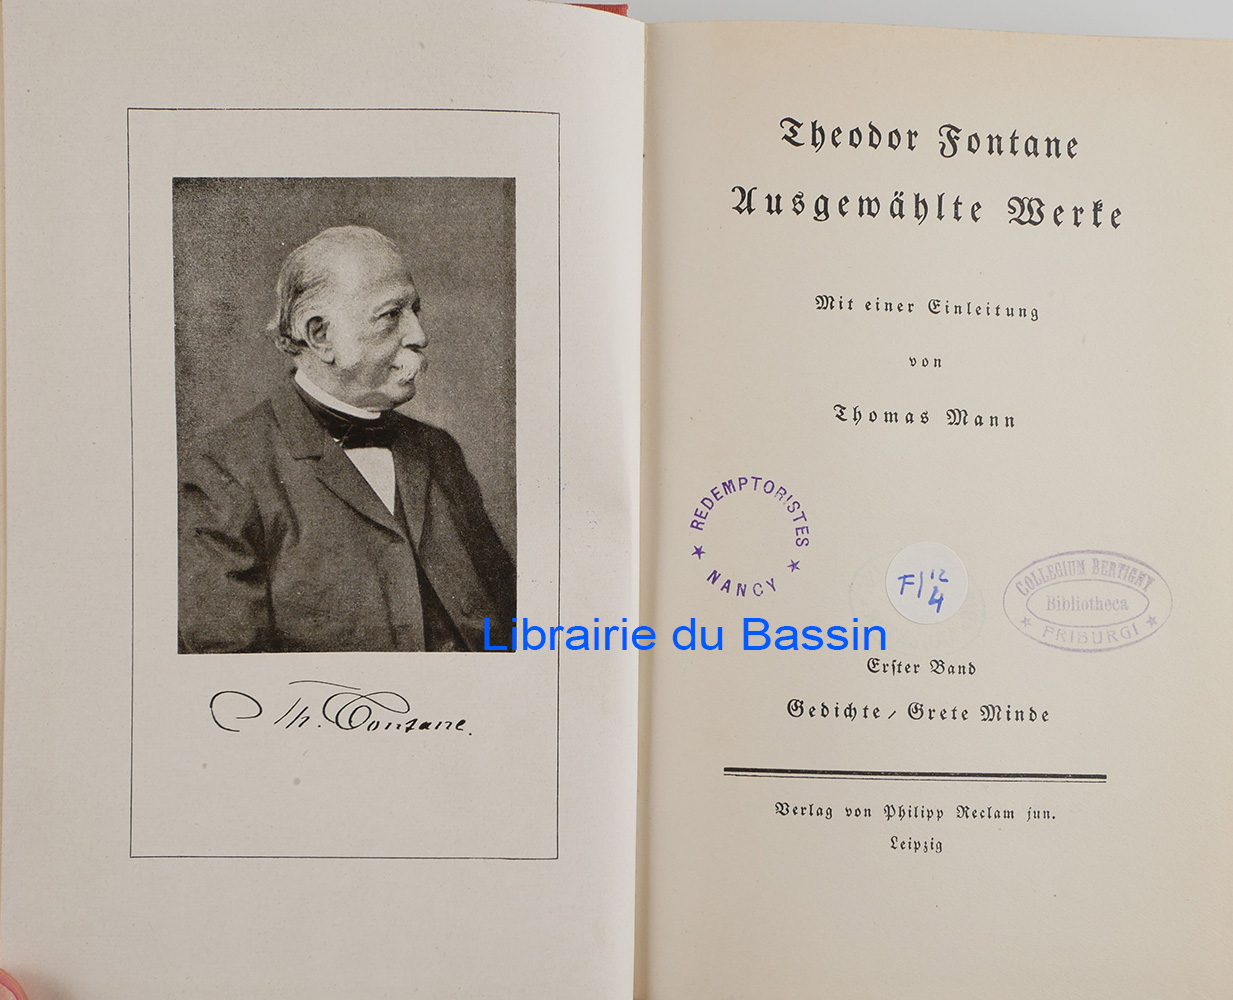 Th. Fontane.
Theodor Fontane
Ausgewählte Werke
Mit einer Einleitung
von
Thomas Mann
REDEMPTORISTES
★ NANCY ★
F/12
4
COLLEGIUM BERTIGNY
Bibliotheca
★ FRIBURGI ★
Librairie du Bassin
Erster Band
Gedichte / Grete Minde
Verlag von Philipp Reclam jun.
Leipzig